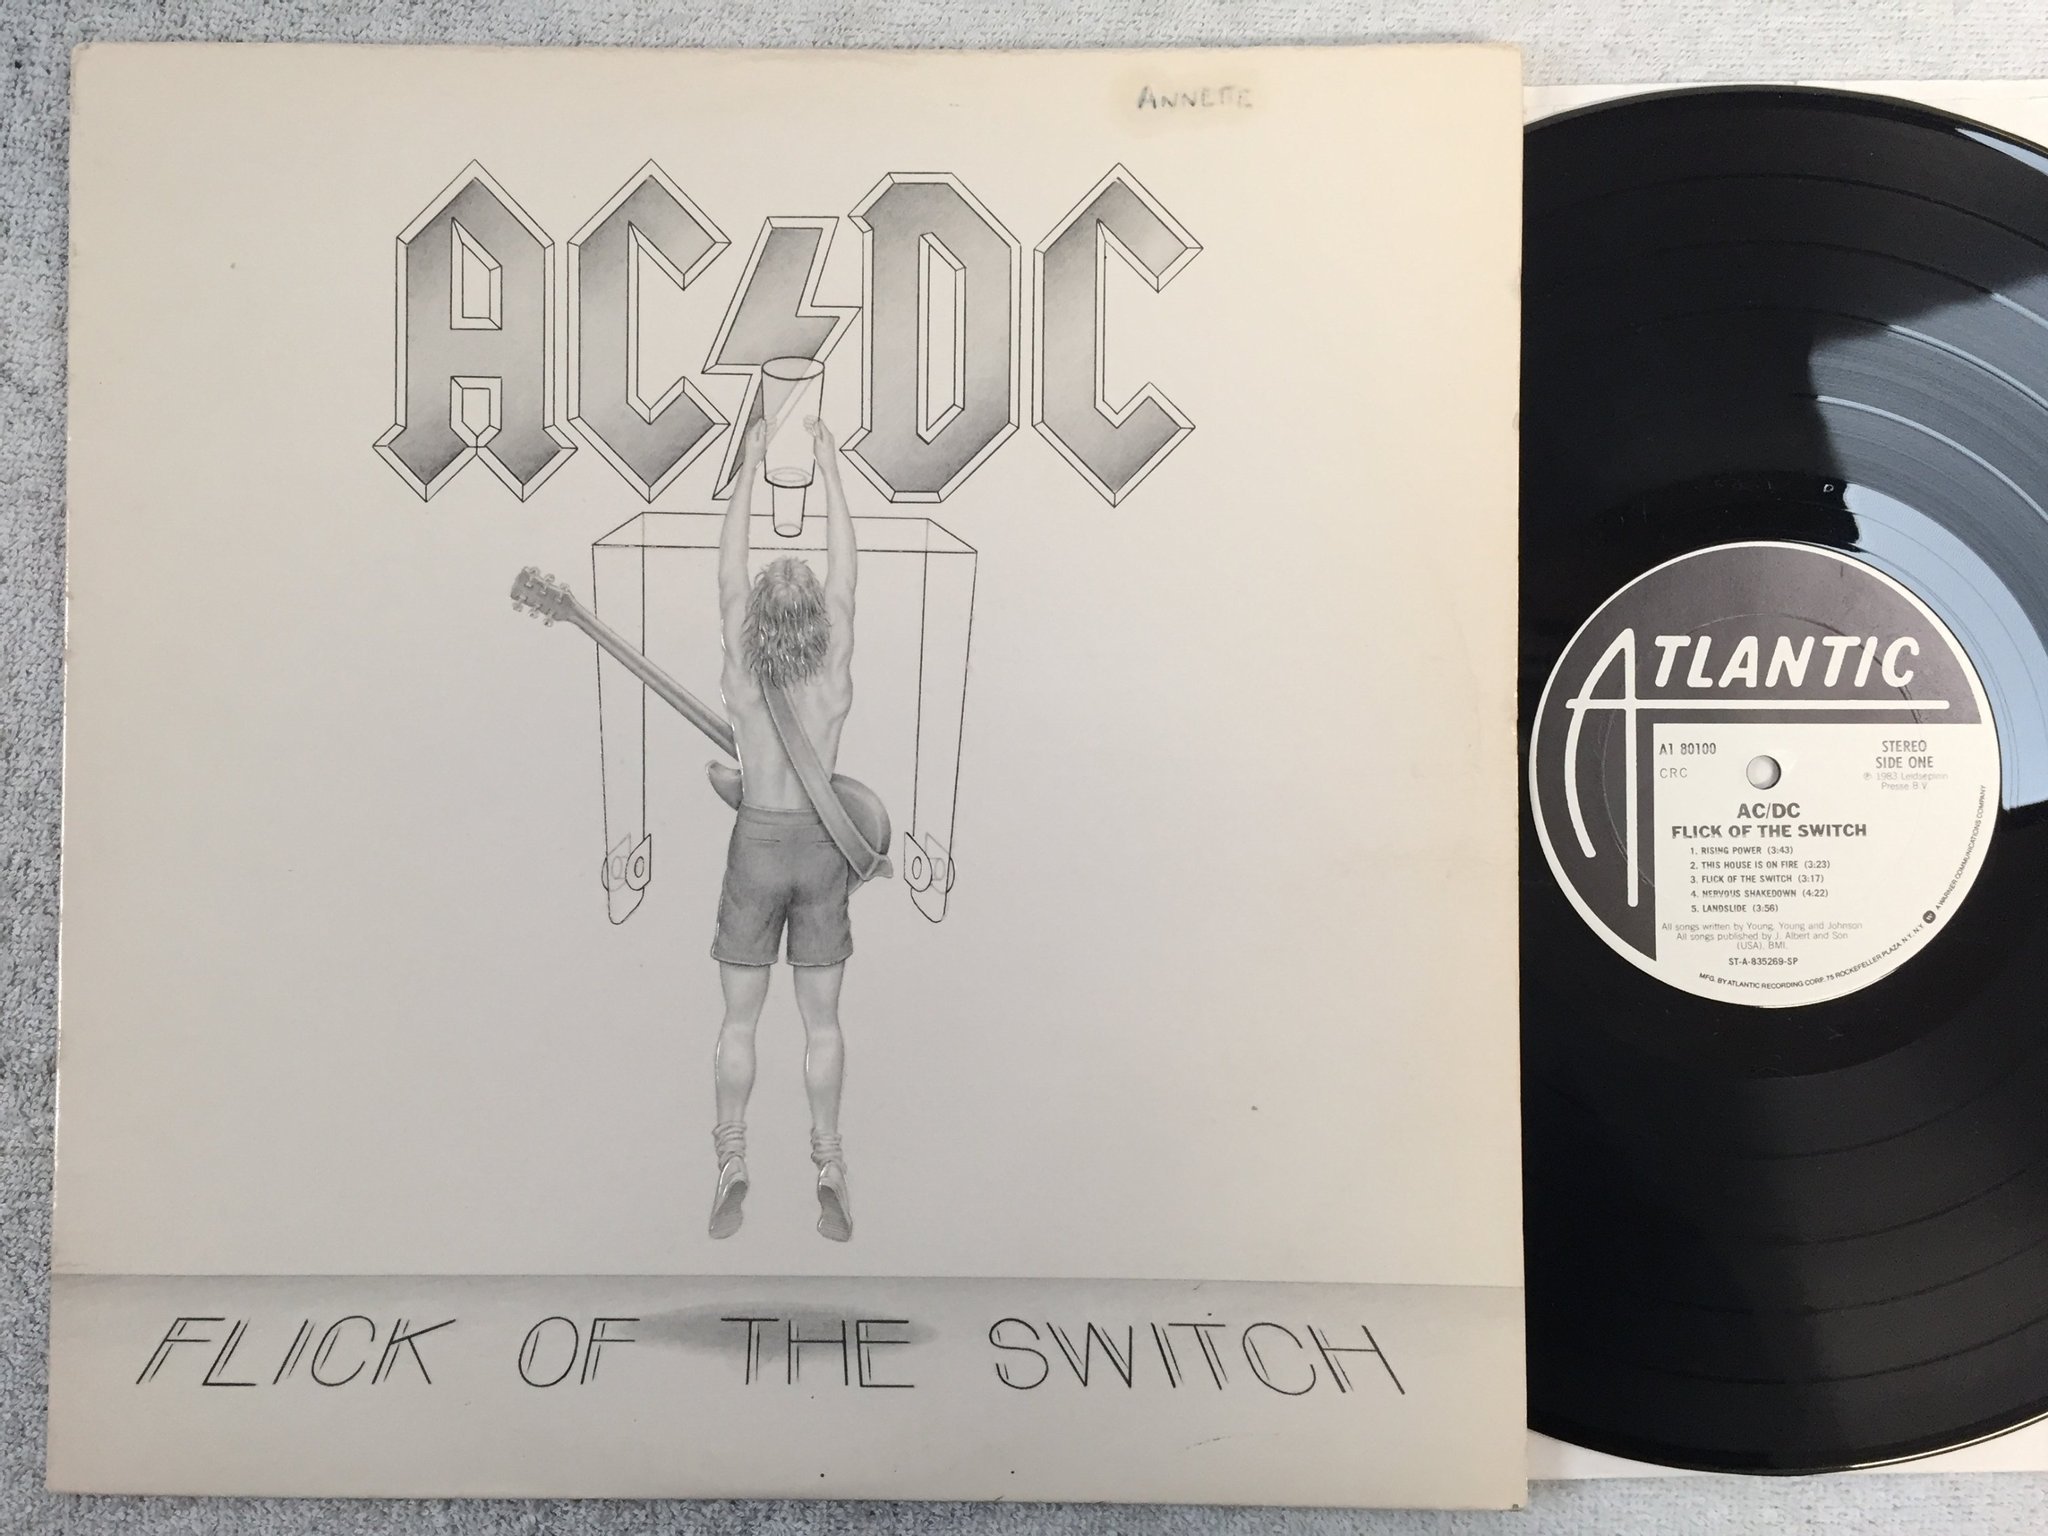 ANNETTE
AC/DC
FLICK OF THE SWITCH
ATLANTIC
A1 80100
CRC
STEREO
SIDE ONE
℗ 1983 Leidseplein
Presse B.V.
AC/DC
FLICK OF THE SWITCH
1. RISING POWER (3:43)
2. THIS HOUSE IS ON FIRE (3:23)
3. FLICK OF THE SWITCH (3:17)
4. NERVOUS SHAKEDOWN (4:22)
5. LANDSLIDE (3:56)
All songs written by Young, Young and Johnson
All songs published by J. Albert and Son
(USA), BMI.
ST-A-835269-SP
MFG. BY ATLANTIC RECORDING CORP. 75 ROCKEFELLER PLAZA N.Y. N.Y. A WARNER COMMUNICATIONS COMPANY